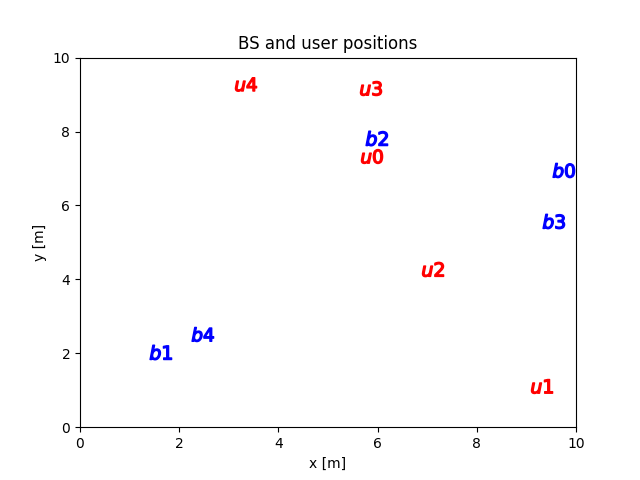 BS and user positions
10
u4
u3
8
b2
u0
b0
6
b3
y [m]
u2
4
b4
2
b1
u1
0
0 2 4 6 8 10
x [m]